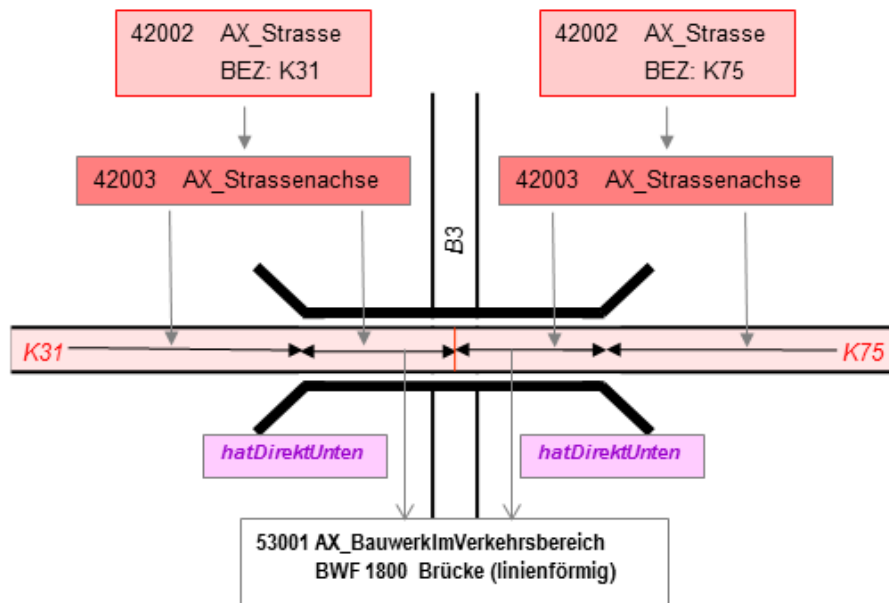 42002 AX_Strasse
BEZ: K31
42002 AX_Strasse
BEZ: K75
42003 AX_Strassenachse
42003 AX_Strassenachse
B3
K31
K75
hatDirektUnten
hatDirektUnten
53001 AX_BauwerkImVerkehrsbereich
BWF 1800 Brücke (linienförmig)